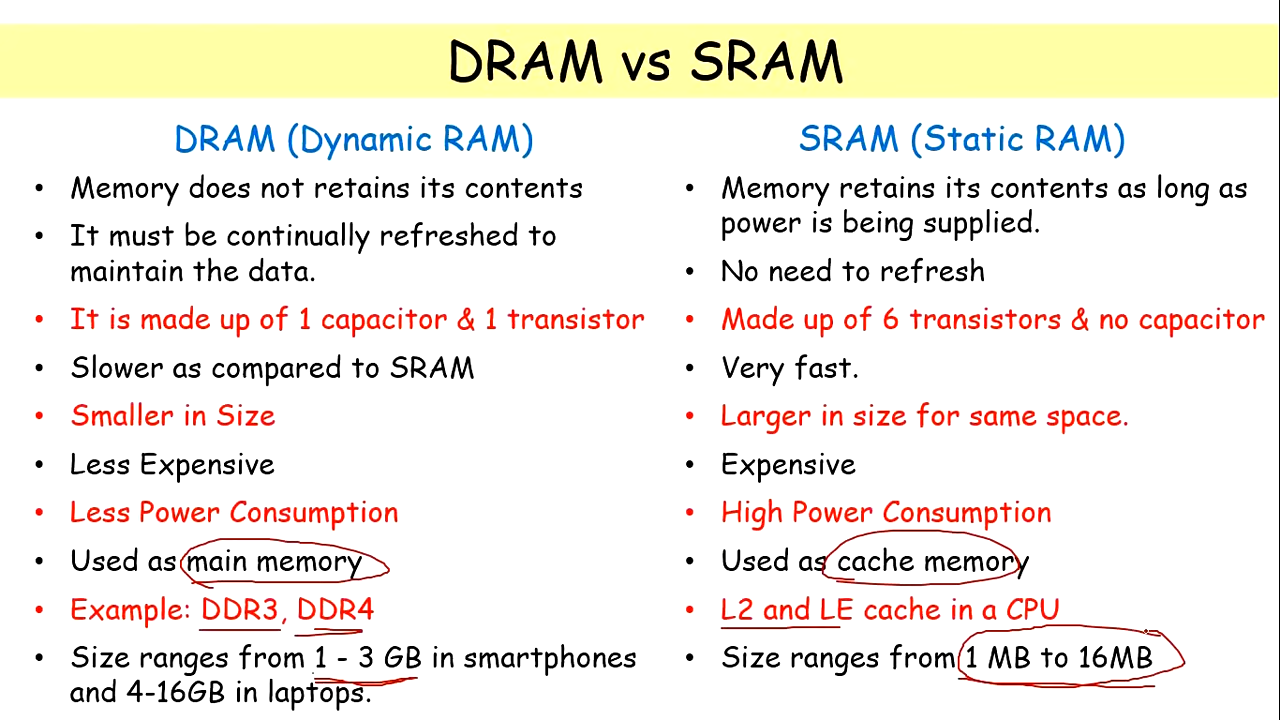 DRAM vs SRAM
DRAM (Dynamic RAM)
• Memory does not retains its contents
• It must be continually refreshed to
maintain the data.
• It is made up of 1 capacitor & 1 transistor
• Slower as compared to SRAM
• Smaller in Size
• Less Expensive
• Less Power Consumption
• Used as main memory
• Example: DDR3, DDR4
• Size ranges from 1 - 3 GB in smartphones
and 4-16GB in laptops.
SRAM (Static RAM)
• Memory retains its contents as long as
power is being supplied.
• No need to refresh
• Made up of 6 transistors & no capacitor
• Very fast.
• Larger in size for same space.
• Expensive
• High Power Consumption
• Used as cache memory
• L2 and LE cache in a CPU
• Size ranges from 1 MB to 16MB